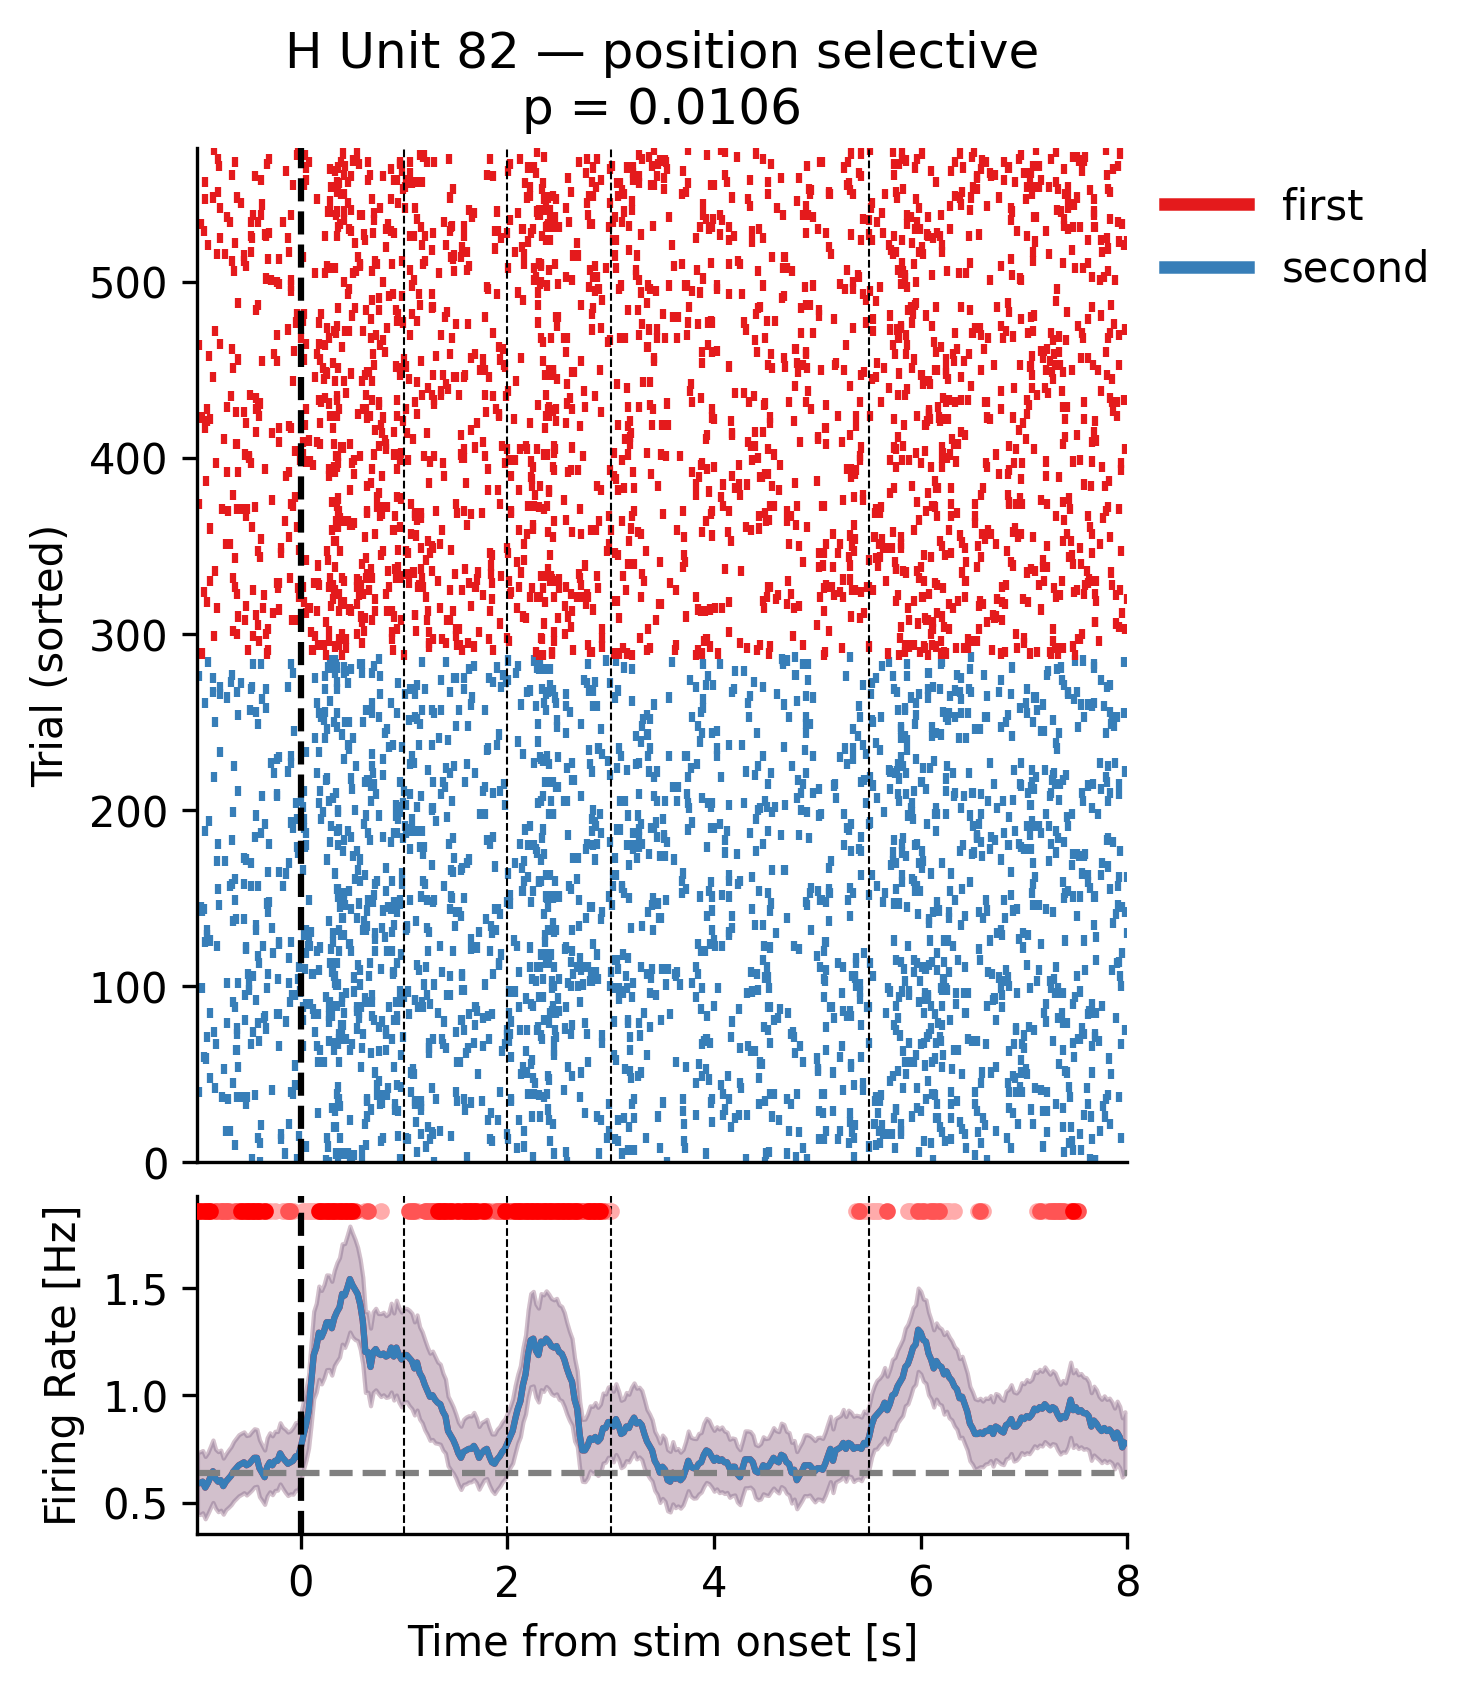 H Unit 82 — position selective
p = 0.0106
first
second
Trial (sorted)
500
400
300
200
100
0
Firing Rate [Hz]
1.5
1.0
0.5
0 2 4 6 8
Time from stim onset [s]